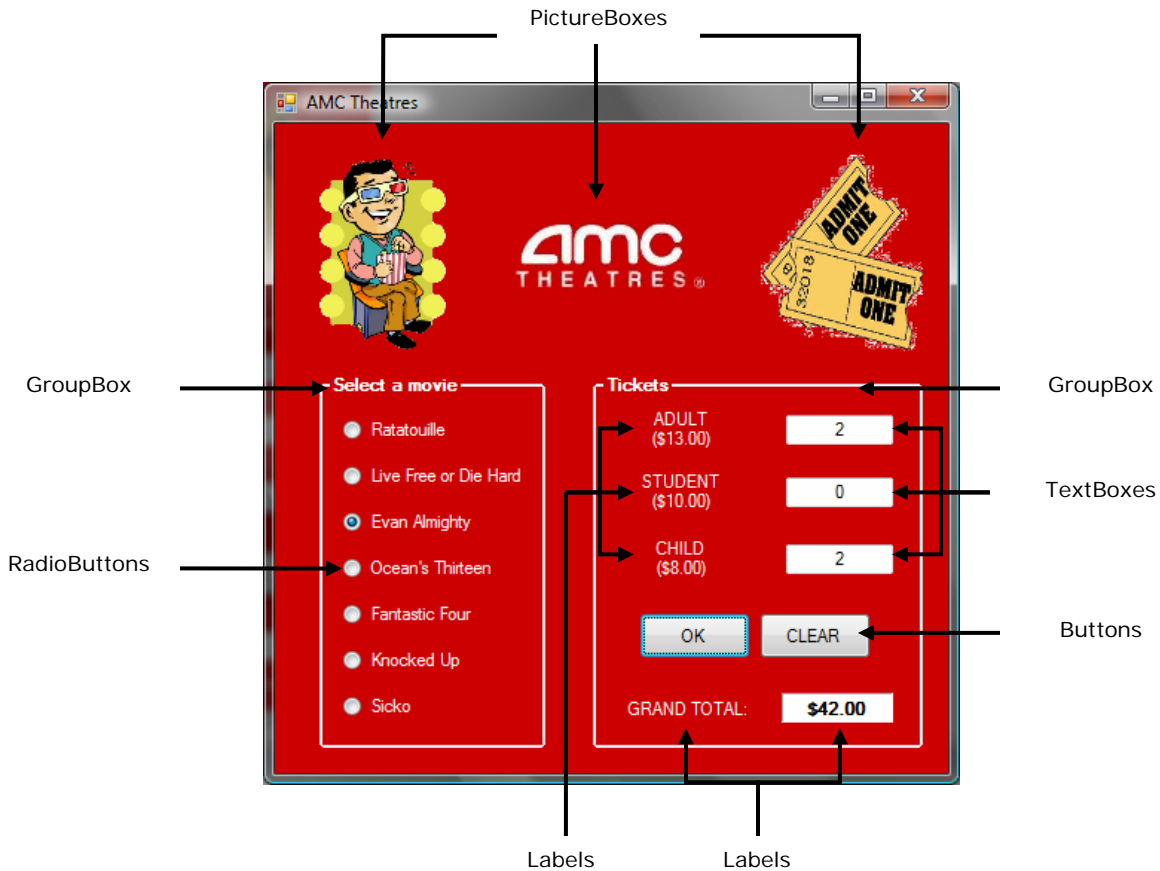 PictureBoxes
AMC Theatres
ADMIT
ONE
3/2018
ADMIT
ONE
amc
THEATRES®
GroupBox
Select a movie
Ratatouille
Live Free or Die Hard
Evan Almighty
Ocean's Thirteen
Fantastic Four
Knocked Up
Sicko
RadioButtons
Tickets
GroupBox
ADULT
($13.00)
2
STUDENT
($10.00)
0
TextBoxes
CHILD
($8.00)
2
OK
CLEAR
Buttons
GRAND TOTAL:
$42.00
Labels
Labels